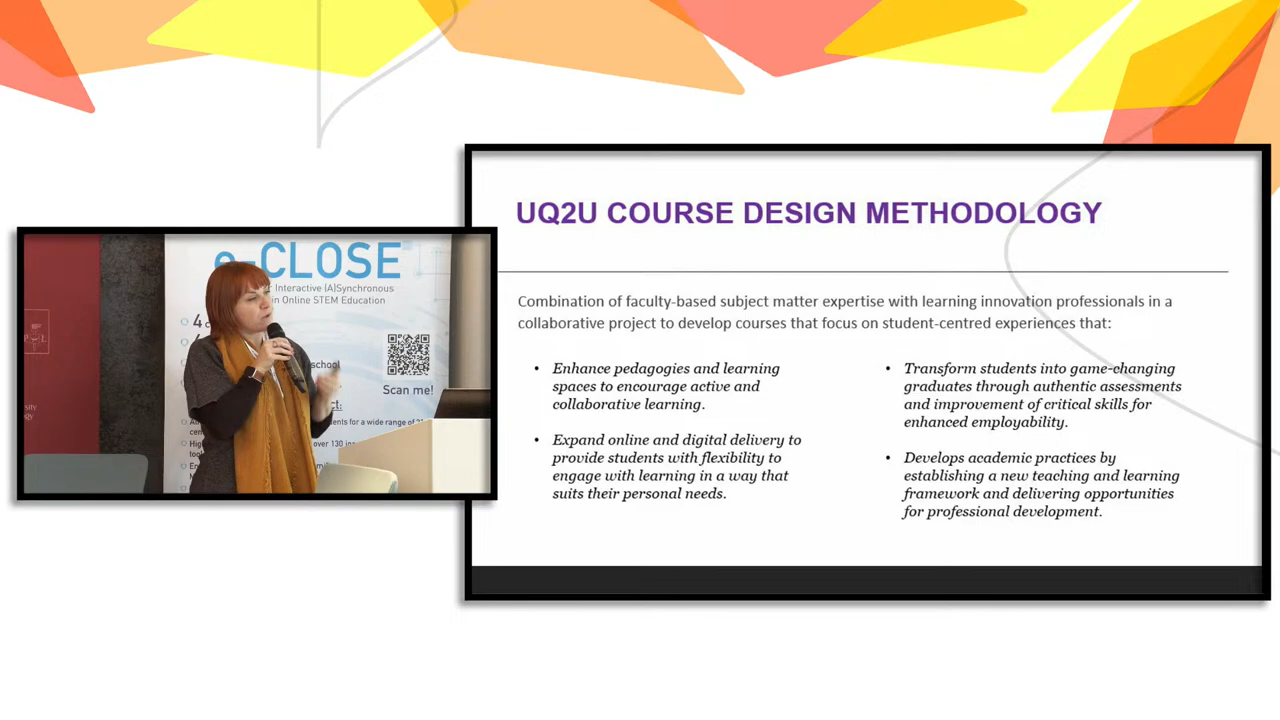 e-CLOSE
Interactive (A)Synchronous
in Online STEM Education
4
school
Scan me!
for a wide range of
over 130
UQ2U COURSE DESIGN METHODOLOGY
Combination of faculty-based subject matter expertise with learning innovation professionals in a
collaborative project to develop courses that focus on student-centred experiences that:
• Enhance pedagogies and learning
spaces to encourage active and
collaborative learning.
• Expand online and digital delivery to
provide students with flexibility to
engage with learning in a way that
suits their personal needs.
• Transform students into game-changing
graduates through authentic assessments
and improvement of critical skills for
enhanced employability.
• Develops academic practices by
establishing a new teaching and learning
framework and delivering opportunities
for professional development.